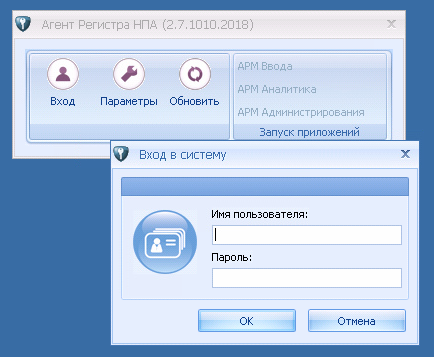 Агент Регистра НПА (2.7.1010.2018)
Вход
Параметры
Обновить
АРМ Ввода
АРМ Аналитика
АРМ Администрирования
Запуск приложений
Вход в систему
Имя пользователя:
Пароль:
OK
Отмена